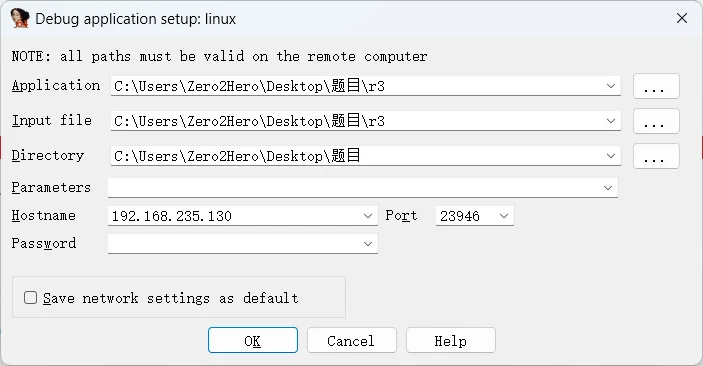 Debug application setup: linux
NOTE: all paths must be valid on the remote computer
Application C:\Users\Zero2Hero\Desktop\题目\r3 ...
Input file C:\Users\Zero2Hero\Desktop\题目\r3 ...
Directory C:\Users\Zero2Hero\Desktop\题目 ...
Parameters
Hostname 192.168.235.130 Port 23946
Password
Save network settings as default
OK Cancel Help